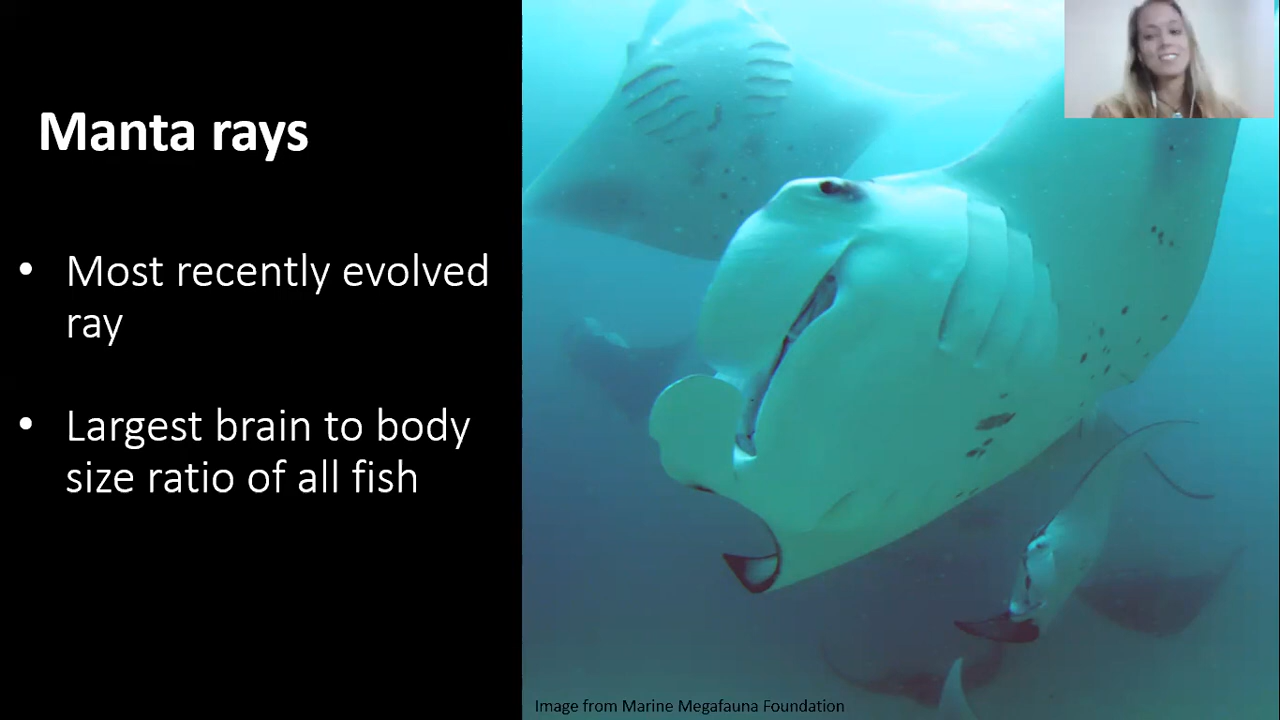 Manta rays
• Most recently evolved
ray
• Largest brain to body
size ratio of all fish
Image from Marine Megafauna Foundation